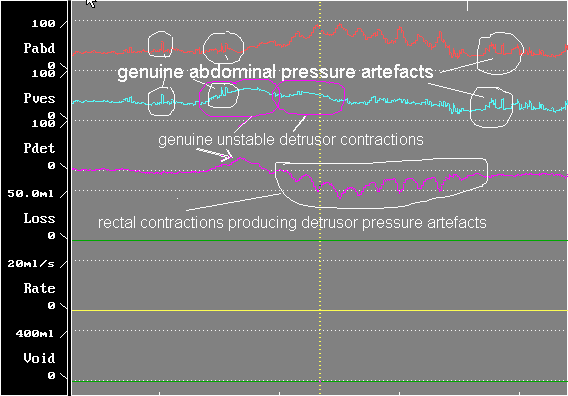 100
Pabd
0
100
genuine abdominal pressure artefacts
Pves
0
100
genuine unstable detrusor contractions
Pdet
0
50.0ml
rectal contractions producing detrusor pressure artefacts
Loss
0
20ml/s
Rate
0
400ml
Void
0